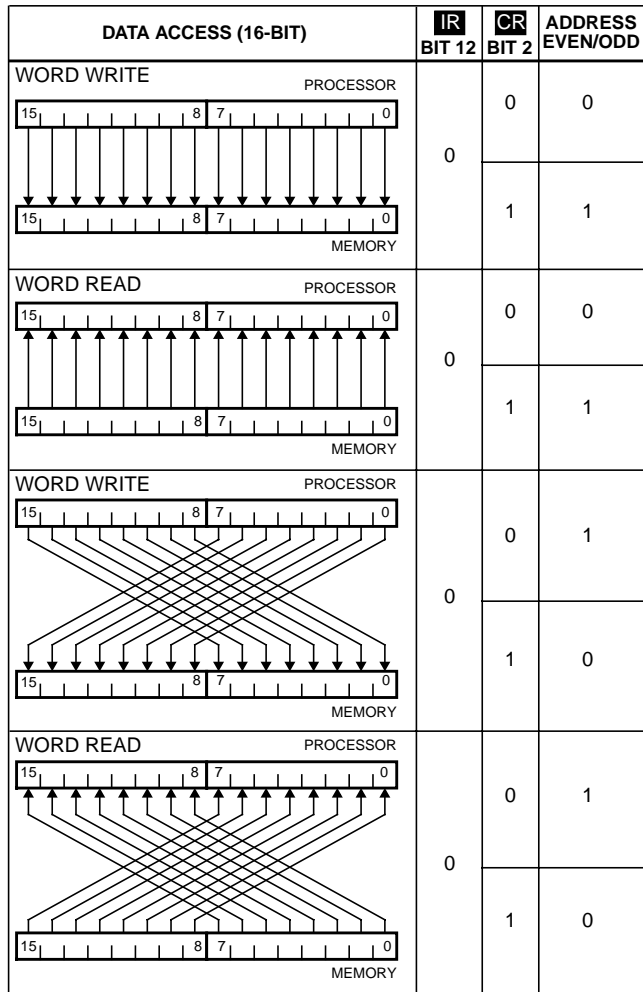 DATA ACCESS (16-BIT) IR BIT 12 CR BIT 2 ADDRESS EVEN/ODD
WORD WRITE PROCESSOR
15 8 7 0
15 8 7 0
MEMORY
0
0 0
1 1
WORD READ PROCESSOR
15 8 7 0
15 8 7 0
MEMORY
0
0 0
1 1
WORD WRITE PROCESSOR
15 8 7 0
15 8 7 0
MEMORY
0
0 1
1 0
WORD READ PROCESSOR
15 8 7 0
15 8 7 0
MEMORY
0
0 1
1 0